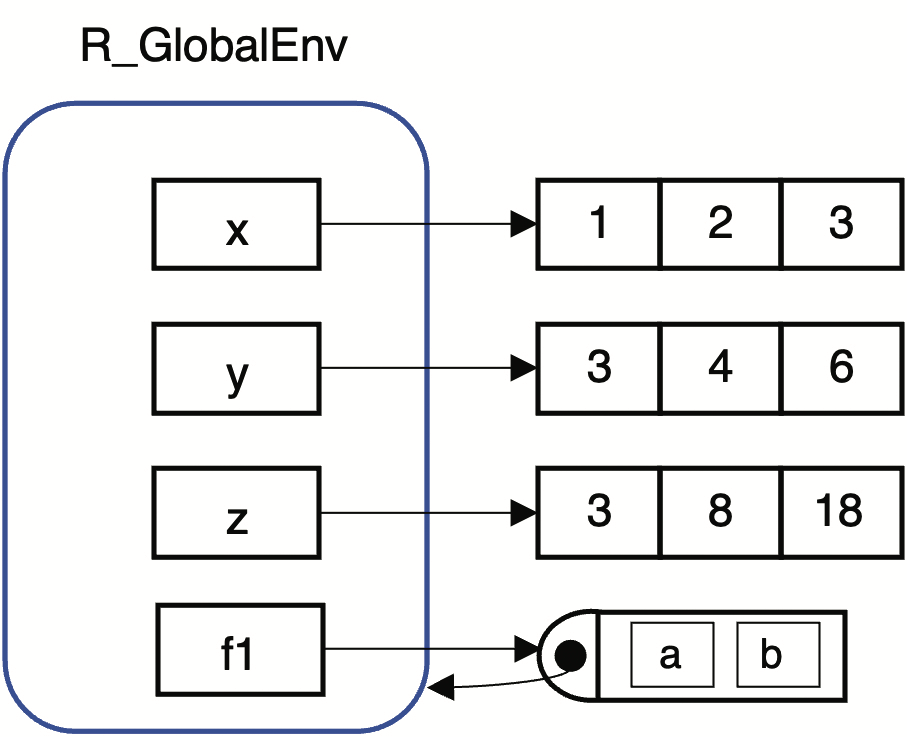 R_GlobalEnv
x 1 2 3
y 3 4 6
z 3 8 18
f1 a b